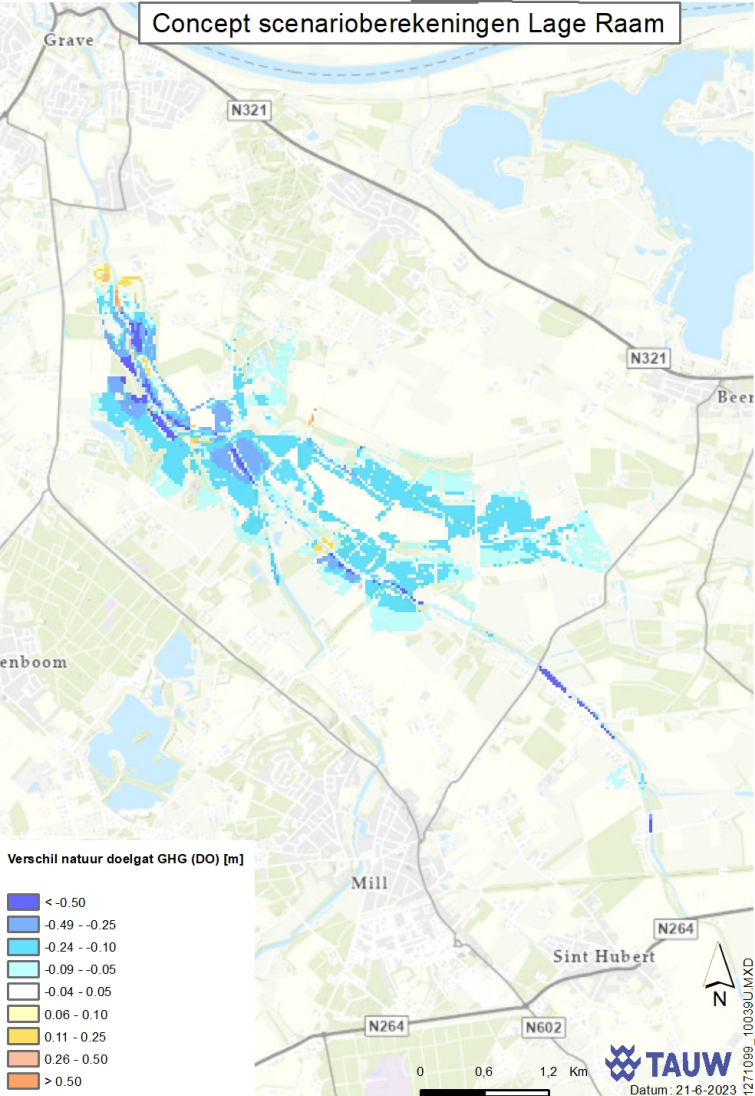 Concept scenarioberekeningen Lage Raam
Grave
N321
N321
Beer
enboom
Verschil natuur doelgat GHG (DO) [m]
< -0.50
-0.49 - -0.25
-0.24 - -0.10
-0.09 - -0.05
-0.04 - 0.05
0.06 - 0.10
0.11 - 0.25
0.26 - 0.50
> 0.50
Mill
Sint Hubert
N264
N264
N602
N
0 0,6 1,2 Km
TAUW
Datum: 21-6-2023
1271099_10039U.MXD